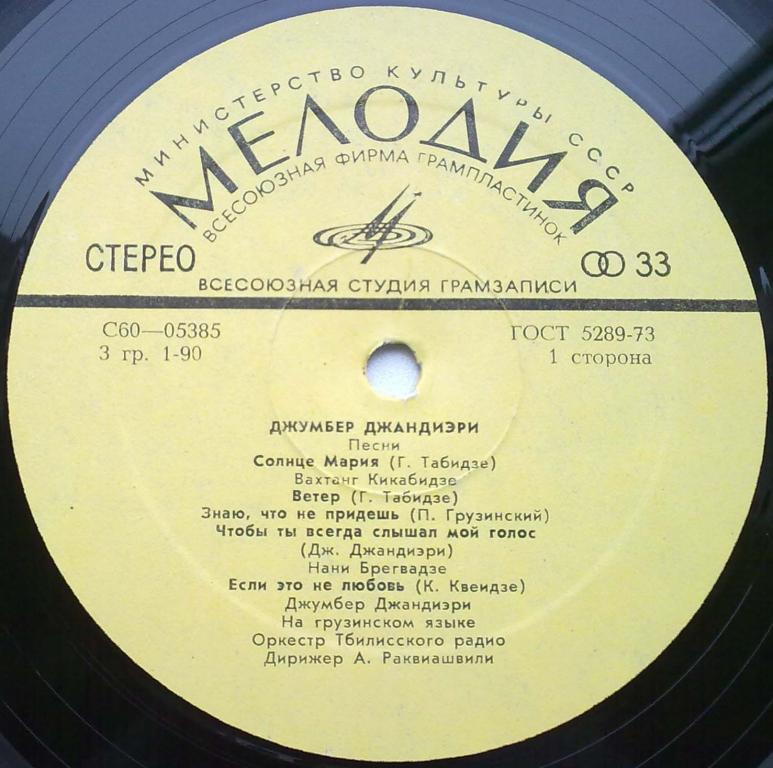 МИНИСТЕРСТВО КУЛЬТУРЫ СССР
МЕЛОДИЯ
ВСЕСОЮЗНАЯ ФИРМА ГРАМПЛАСТИНОК
СТЕРЕО 33
ВСЕСОЮЗНАЯ СТУДИЯ ГРАМЗАПИСИ
С60—05385 ГОСТ 5289-73
3 гр. 1-90 1 сторона
ДЖУМБЕР ДЖАНДИЭРИ
Песни
Солнце Мария (Г. Табидзе)
Вахтанг Кикабидзе
Ветер (Г. Табидзе)
Знаю, что не придешь (П. Грузинский)
Чтобы ты всегда слышал мой голос
(Дж. Джандиэри)
Нани Брегвадзе
Если это не любовь (К. Квеидзе)
Джумбер Джандиэри
На грузинском языке
Оркестр Тбилисского радио
Дирижер А. Раквиашвили